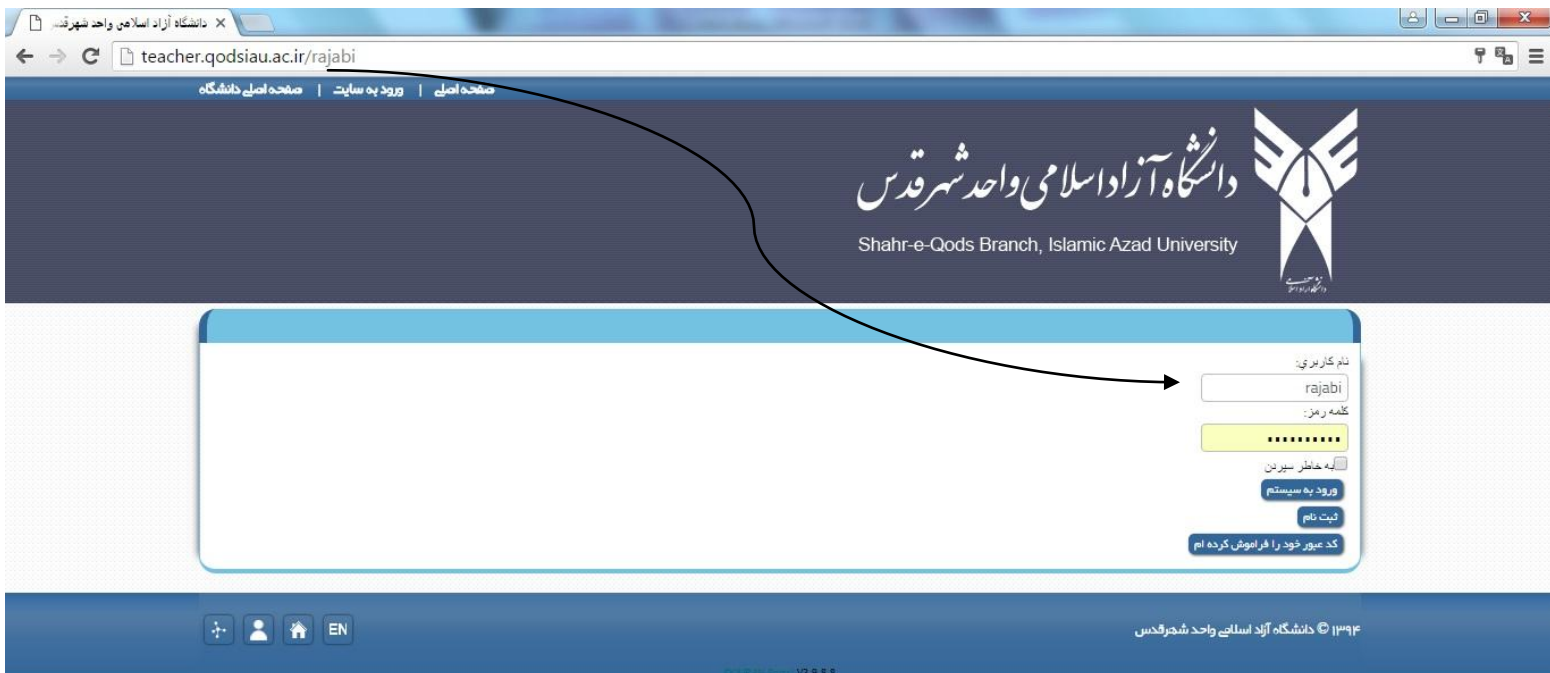 دانشگاه آزاد اسلامی واحد شهرقدس
teacher.qodsiau.ac.ir/rajabi
صفحه اصلی | ورود به سایت | صفحه اصلی دانشگاه
دانشگاه آزاد اسلامی واحد شهر قدس
Shahr-e-Qods Branch, Islamic Azad University
نام کاربري:
rajabi
کلمه رمز:
••••••••••
به خاطر سپردن
ورود به سیستم
ثبت نام
کد عبور خود را فراموش کرده ام
EN
۱۳۹۴ © دانشگاه آزاد اسلامی واحد شهرقدس